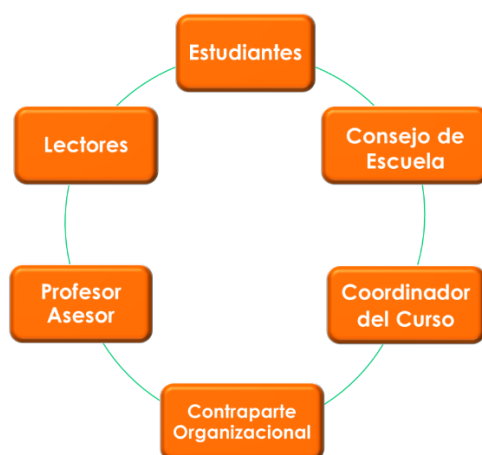 Estudiantes
Consejo de
Escuela
Coordinador
del Curso
Contraparte
Organizacional
Profesor
Asesor
Lectores